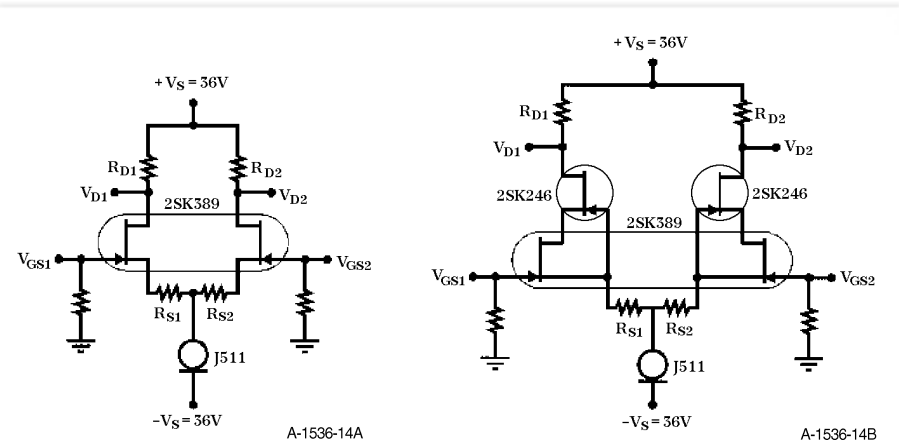 + VS = 36V
RD1
RD2
VD1
VD2
2SK389
VGS1
VGS2
RS1
RS2
J511
−VS = 36V
A-1536-14A
+ VS = 36V
RD1
RD2
VD1
VD2
2SK246
2SK246
2SK389
VGS1
VGS2
RS1
RS2
J511
−VS = 36V
A-1536-14B